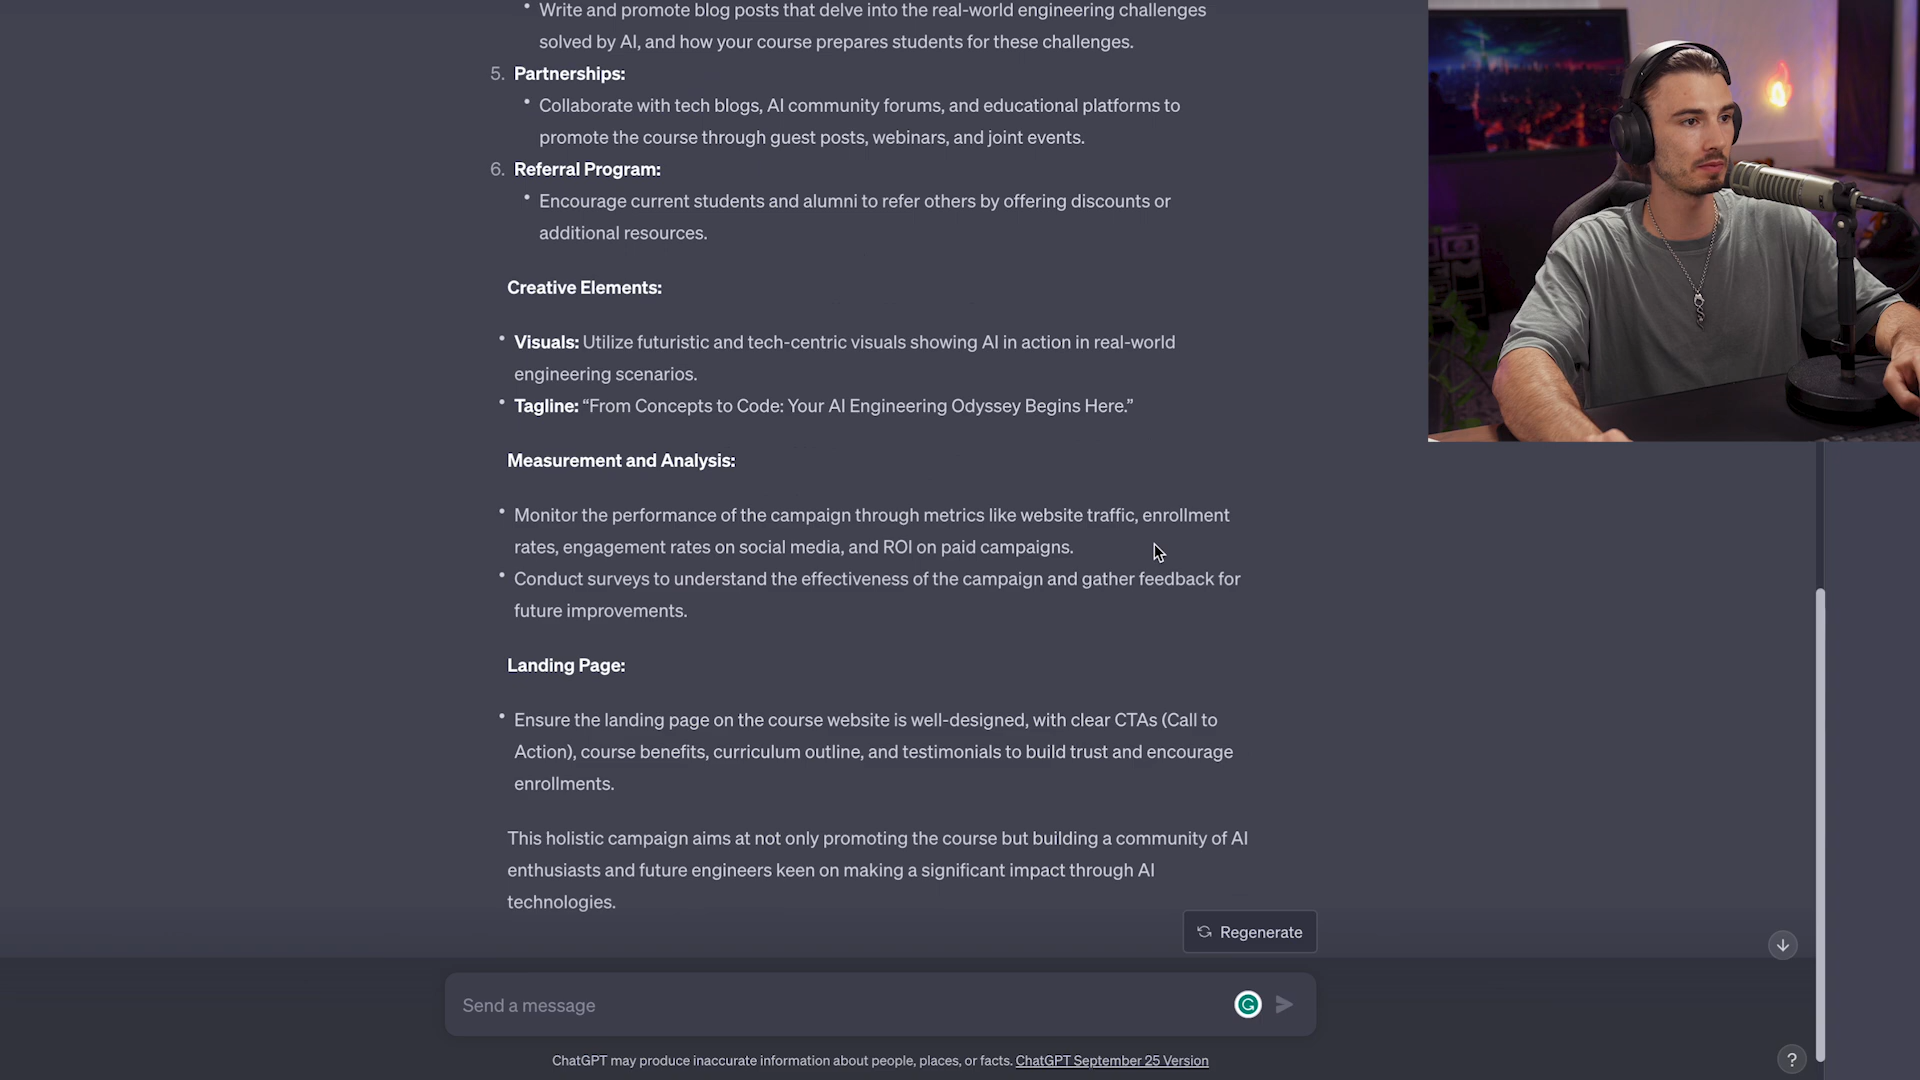 • Write and promote blog posts that delve into the real-world engineering challenges
solved by AI, and how your course prepares students for these challenges.
5. Partnerships:
• Collaborate with tech blogs, AI community forums, and educational platforms to
promote the course through guest posts, webinars, and joint events.
6. Referral Program:
• Encourage current students and alumni to refer others by offering discounts or
additional resources.
Creative Elements:
• Visuals: Utilize futuristic and tech-centric visuals showing AI in action in real-world
engineering scenarios.
• Tagline: “From Concepts to Code: Your AI Engineering Odyssey Begins Here.”
Measurement and Analysis:
• Monitor the performance of the campaign through metrics like website traffic, enrollment
rates, engagement rates on social media, and ROI on paid campaigns.
• Conduct surveys to understand the effectiveness of the campaign and gather feedback for
future improvements.
Landing Page:
• Ensure the landing page on the course website is well-designed, with clear CTAs (Call to
Action), course benefits, curriculum outline, and testimonials to build trust and encourage
enrollments.
This holistic campaign aims at not only promoting the course but building a community of AI
enthusiasts and future engineers keen on making a significant impact through AI
technologies.
Regenerate
Send a message
ChatGPT may produce inaccurate information about people, places, or facts. ChatGPT September 25 Version
?